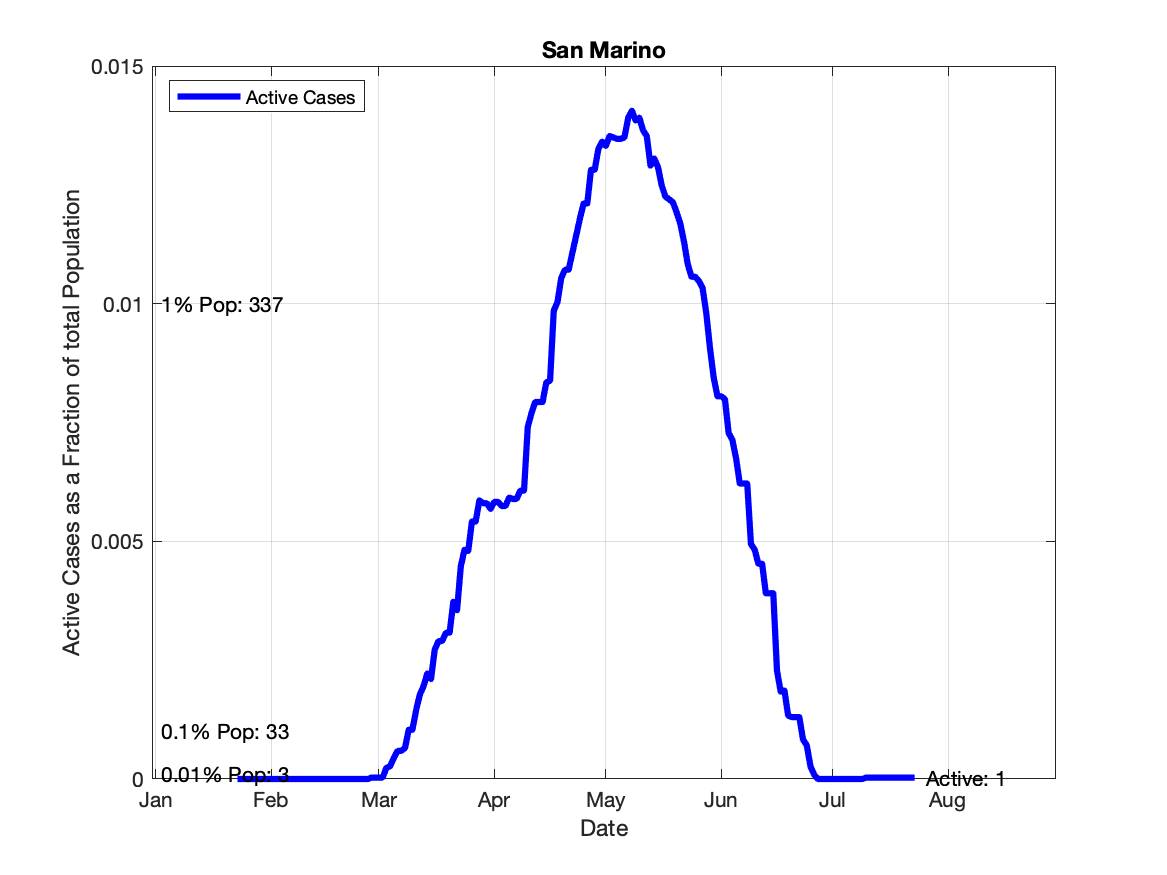 San Marino
0.015
Active Cases
Active Cases as a Fraction of total Population
0.01
1% Pop: 337
0.005
0.1% Pop: 33
0.01% Pop: 3
0
Active: 1
Jan Feb Mar Apr May Jun Jul Aug
Date